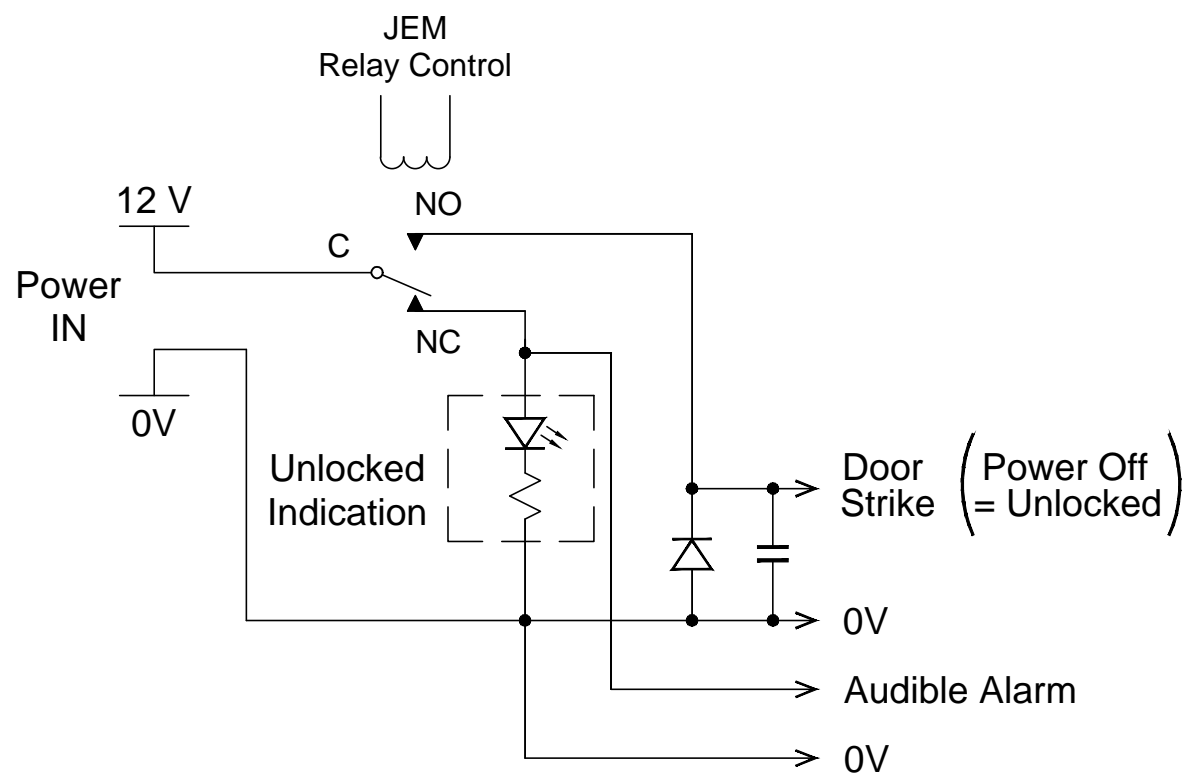 JEM
Relay Control
12 V
NO
C
Power
IN
NC
0V
Unlocked
Indication
Door
Strike
(Power Off
= Unlocked)
0V
Audible Alarm
0V